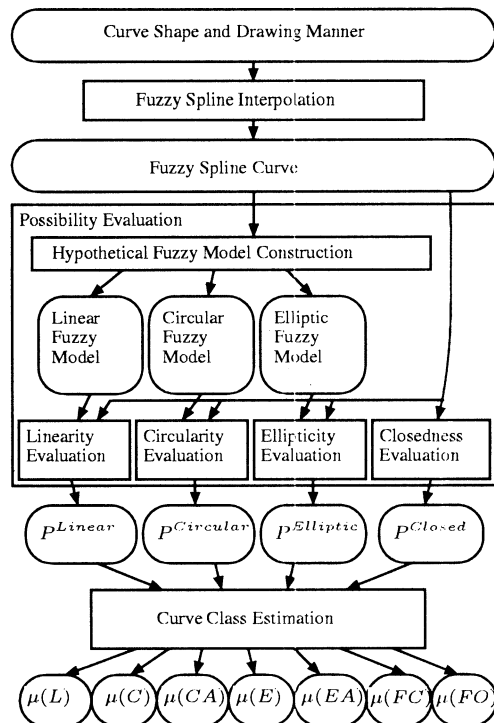 Curve Shape and Drawing Manner
Fuzzy Spline Interpolation
Fuzzy Spline Curve
Possibility Evaluation
Hypothetical Fuzzy Model Construction
Linear
Fuzzy
Model
Circular
Fuzzy
Model
Elliptic
Fuzzy
Model
Linearity
Evaluation
Circularity
Evaluation
Ellipticity
Evaluation
Closedness
Evaluation
P^{Linear}
P^{Circular}
P^{Elliptic}
P^{Closed}
Curve Class Estimation
μ(L)
μ(C)
μ(CA)
μ(E)
μ(EA)
μ(FC)
μ(FO)